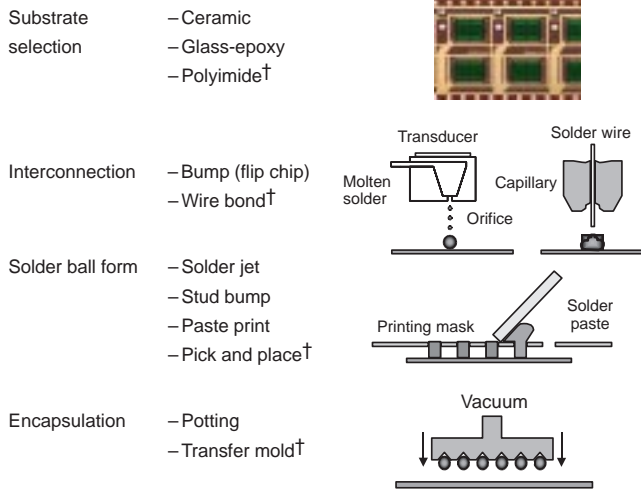 Substrate
selection
– Ceramic
– Glass-epoxy
– Polyimide†
Interconnection
– Bump (flip chip)
– Wire bond†
Transducer
Molten
solder
Orifice
Solder wire
Capillary
Solder ball form
– Solder jet
– Stud bump
– Paste print
– Pick and place†
Printing mask
Solder
paste
Encapsulation
– Potting
– Transfer mold†
Vacuum